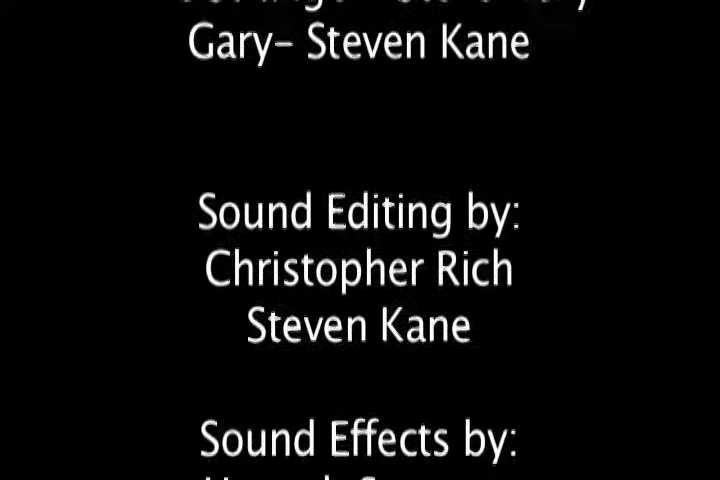 Gary- Steven Kane
Sound Editing by:
Christopher Rich
Steven Kane
Sound Effects by: